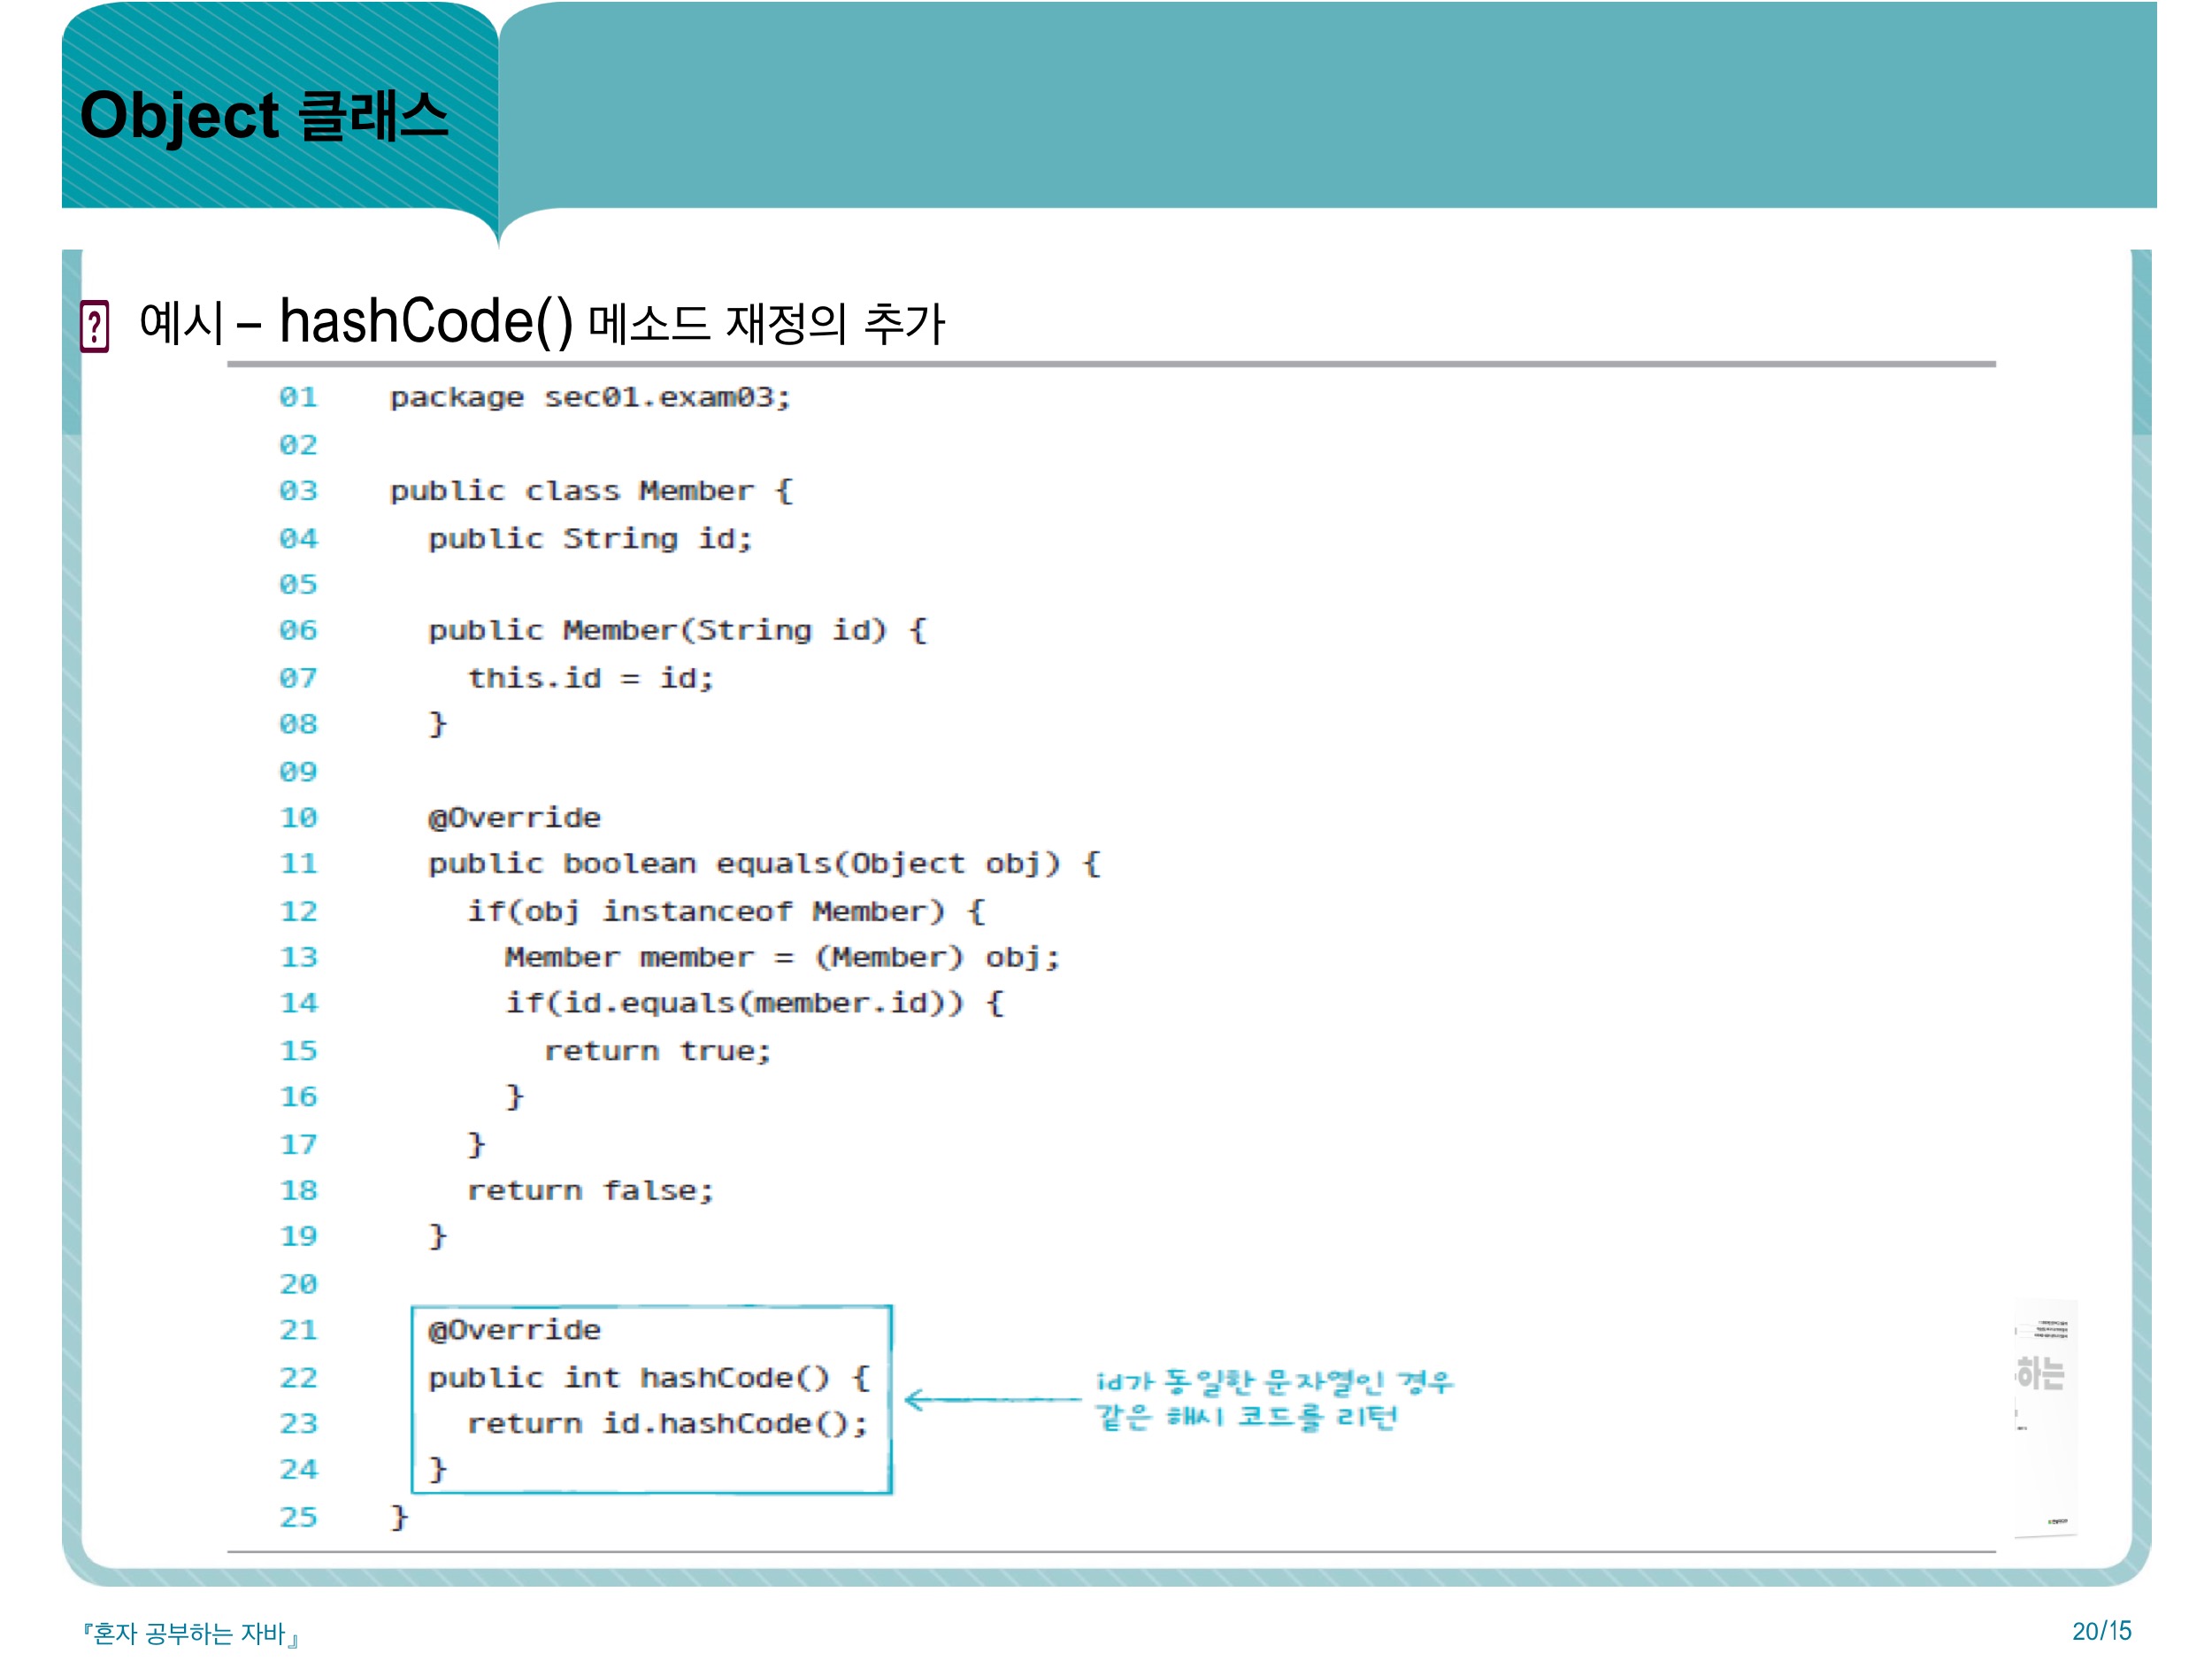 Object 클래스
예시 – hashCode() 메소드 재정의 추가
01 package sec01.exam03;
02
03 public class Member {
04 public String id;
05
06 public Member(String id) {
07 this.id = id;
08 }
09
10 @Override
11 public boolean equals(Object obj) {
12 if(obj instanceof Member) {
13 Member member = (Member) obj;
14 if(id.equals(member.id)) {
15 return true;
16 }
17 }
18 return false;
19 }
20
21 @Override
22 public int hashCode() {
23 return id.hashCode();
24 }
25 }
id가 동일한 문자열인 경우
같은 해시 코드를 리턴
하는
『혼자 공부하는 자바』
20/15